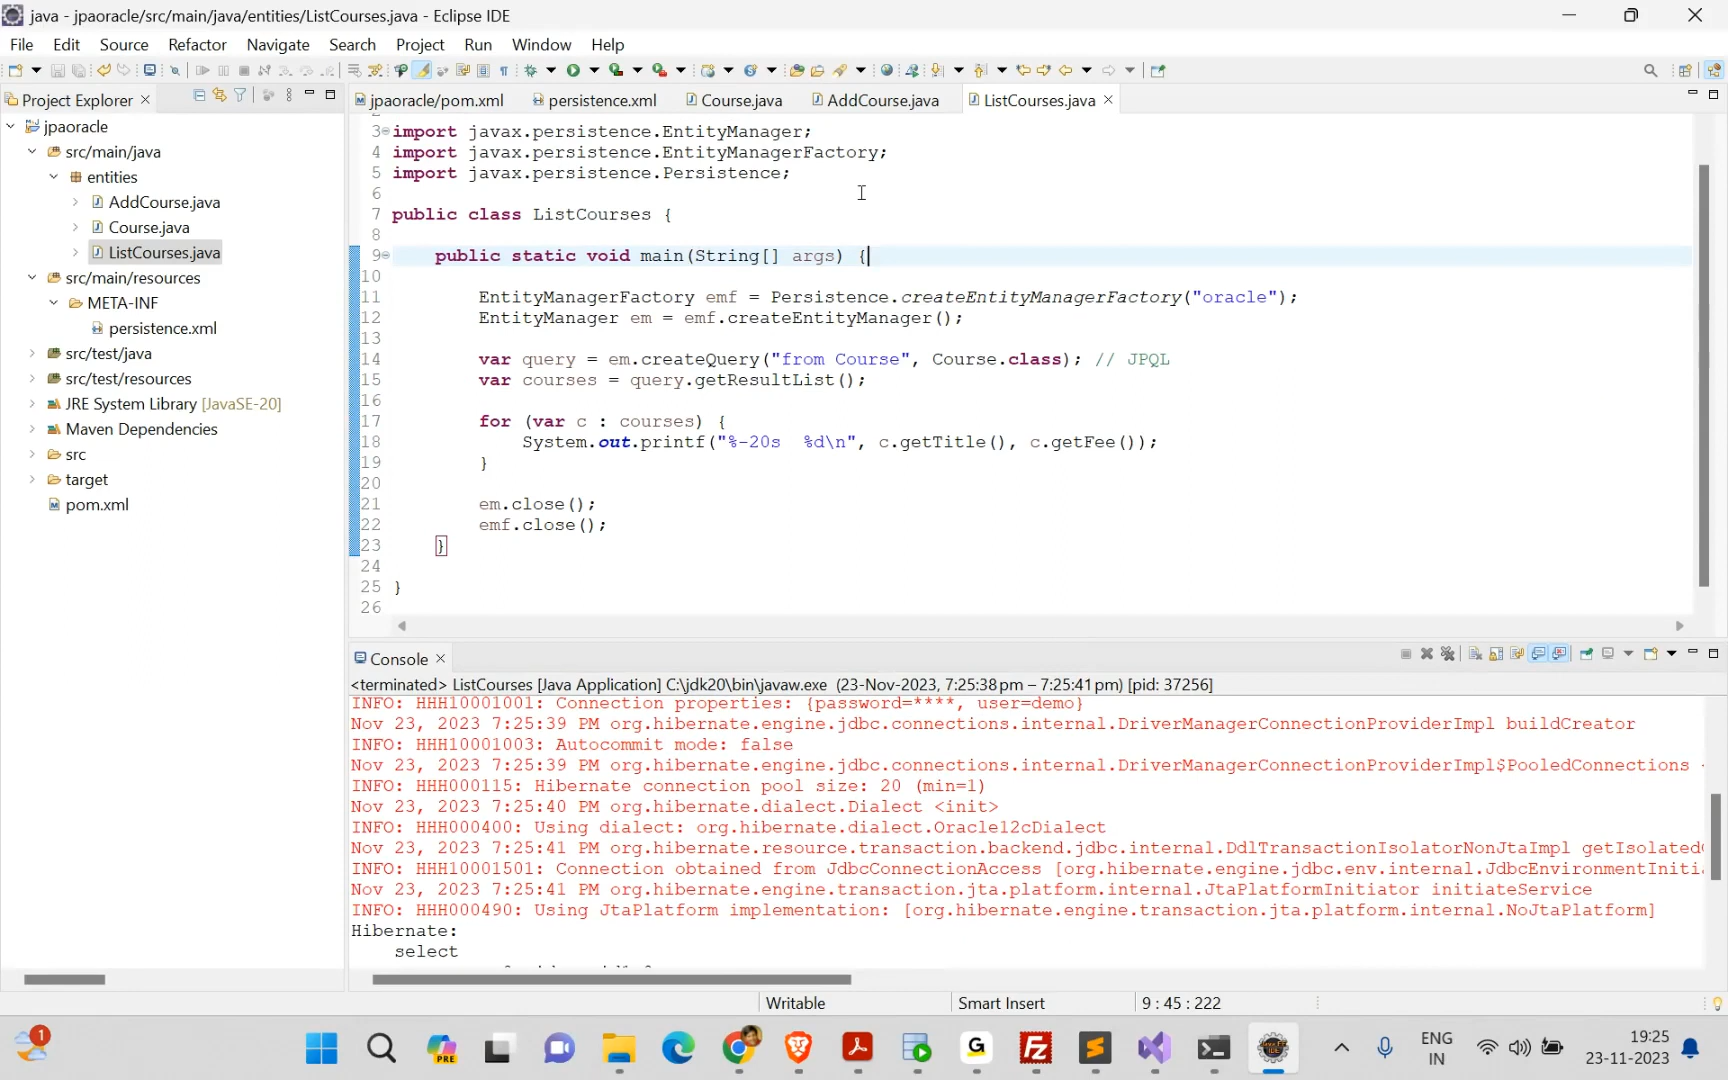 java - jpaoracle/src/main/java/entities/ListCourses.java - Eclipse IDE
File Edit Source Refactor Navigate Search Project Run Window Help
Project Explorer
jpaoracle
src/main/java
entities
AddCourse.java
Course.java
ListCourses.java
src/main/resources
META-INF
persistence.xml
src/test/java
src/test/resources
JRE System Library [JavaSE-20]
Maven Dependencies
src
target
pom.xml
jpaoracle/pom.xml persistence.xml Course.java AddCourse.java ListCourses.java
3 import javax.persistence.EntityManager;
4 import javax.persistence.EntityManagerFactory;
5 import javax.persistence.Persistence;
6
7 public class ListCourses {
8
9 public static void main(String[] args) {
10
11 EntityManagerFactory emf = Persistence.createEntityManagerFactory("oracle");
12 EntityManager em = emf.createEntityManager();
13
14 var query = em.createQuery("from Course", Course.class); // JPQL
15 var courses = query.getResultList();
16
17 for (var c : courses) {
18 System.out.printf("%-20s  %d\n", c.getTitle(), c.getFee());
19 }
20
21 em.close();
22 emf.close();
23 }
24
25 }
26
Console
<terminated> ListCourses [Java Application] C:\jdk20\bin\javaw.exe (23-Nov-2023, 7:25:38 pm – 7:25:41 pm) [pid: 37256]
INFO: HHH10001001: Connection properties: {password=****, user=demo}
Nov 23, 2023 7:25:39 PM org.hibernate.engine.jdbc.connections.internal.DriverManagerConnectionProviderImpl buildCreator
INFO: HHH10001003: Autocommit mode: false
Nov 23, 2023 7:25:39 PM org.hibernate.engine.jdbc.connections.internal.DriverManagerConnectionProviderImpl$PooledConnections
INFO: HHH000115: Hibernate connection pool size: 20 (min=1)
Nov 23, 2023 7:25:40 PM org.hibernate.dialect.Dialect <init>
INFO: HHH000400: Using dialect: org.hibernate.dialect.Oracle12cDialect
Nov 23, 2023 7:25:41 PM org.hibernate.resource.transaction.backend.jdbc.internal.DdlTransactionIsolatorNonJtaImpl getIsolated
INFO: HHH10001501: Connection obtained from JdbcConnectionAccess [org.hibernate.engine.jdbc.env.internal.JdbcEnvironmentIniti
Nov 23, 2023 7:25:41 PM org.hibernate.engine.transaction.jta.platform.internal.JtaPlatformInitiator initiateService
INFO: HHH000490: Using JtaPlatform implementation: [org.hibernate.engine.transaction.jta.platform.internal.NoJtaPlatform]
Hibernate:
select
Writable Smart Insert 9 : 45 : 222
1
PRE
ENG
IN
19:25
23-11-2023